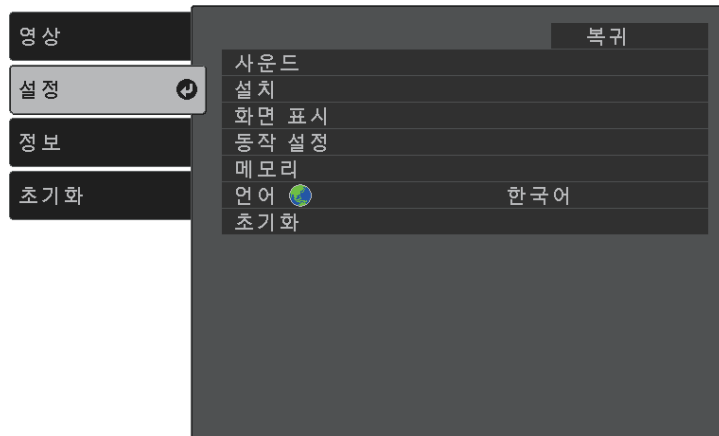 영상
설정
정보
초기화
복귀
사운드
설치
화면 표시
동작 설정
메모리
언어 한국어
초기화